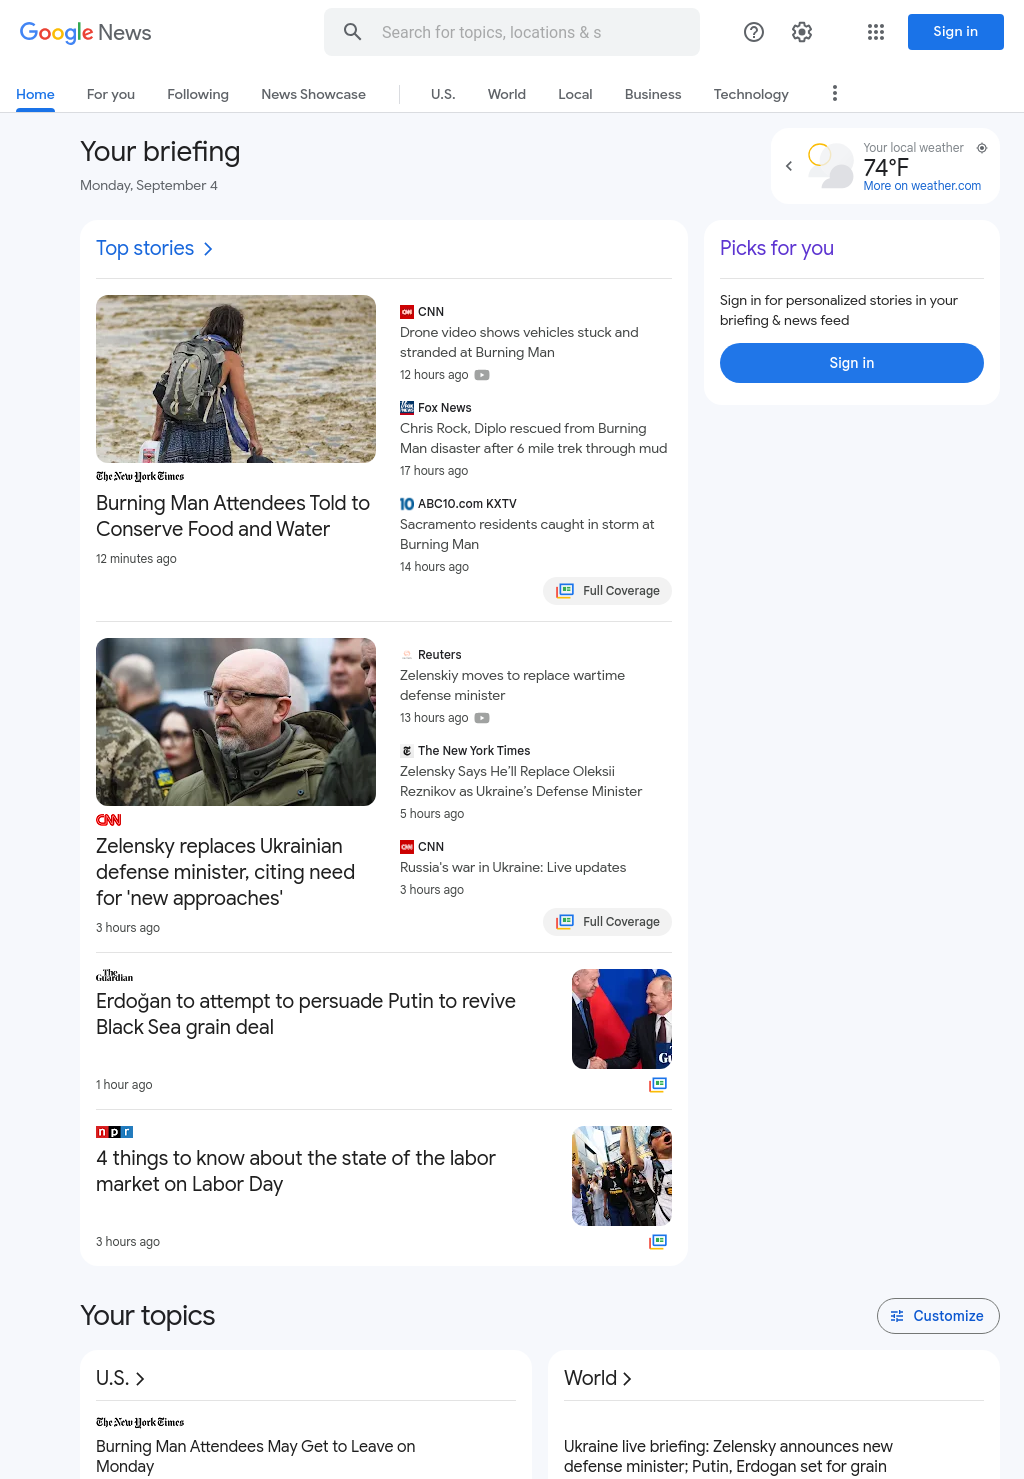 Google News
Search for topics, locations & s
Sign in
Home
For you
Following
News Showcase
U.S.
World
Local
Business
Technology
Your briefing
Monday, September 4
Your local weather
74°F
More on weather.com
Top stories
Picks for you
Sign in for personalized stories in your
briefing & news feed
Sign in
The New York Times
Burning Man Attendees Told to
Conserve Food and Water
12 minutes ago
CNN
Drone video shows vehicles stuck and
stranded at Burning Man
12 hours ago
Fox News
Chris Rock, Diplo rescued from Burning
Man disaster after 6 mile trek through mud
17 hours ago
10
ABC10.com KXTV
Sacramento residents caught in storm at
Burning Man
14 hours ago
Full Coverage
CNN
Zelensky replaces Ukrainian
defense minister, citing need
for 'new approaches'
3 hours ago
Reuters
Zelenskiy moves to replace wartime
defense minister
13 hours ago
The New York Times
Zelensky Says He’ll Replace Oleksii
Reznikov as Ukraine’s Defense Minister
5 hours ago
CNN
Russia's war in Ukraine: Live updates
3 hours ago
Full Coverage
The
Guardian
Erdoğan to attempt to persuade Putin to revive
Black Sea grain deal
1 hour ago
npr
4 things to know about the state of the labor
market on Labor Day
3 hours ago
Your topics
Customize
U.S.
The New York Times
Burning Man Attendees May Get to Leave on
Monday
World
Ukraine live briefing: Zelensky announces new
defense minister; Putin, Erdogan set for grain